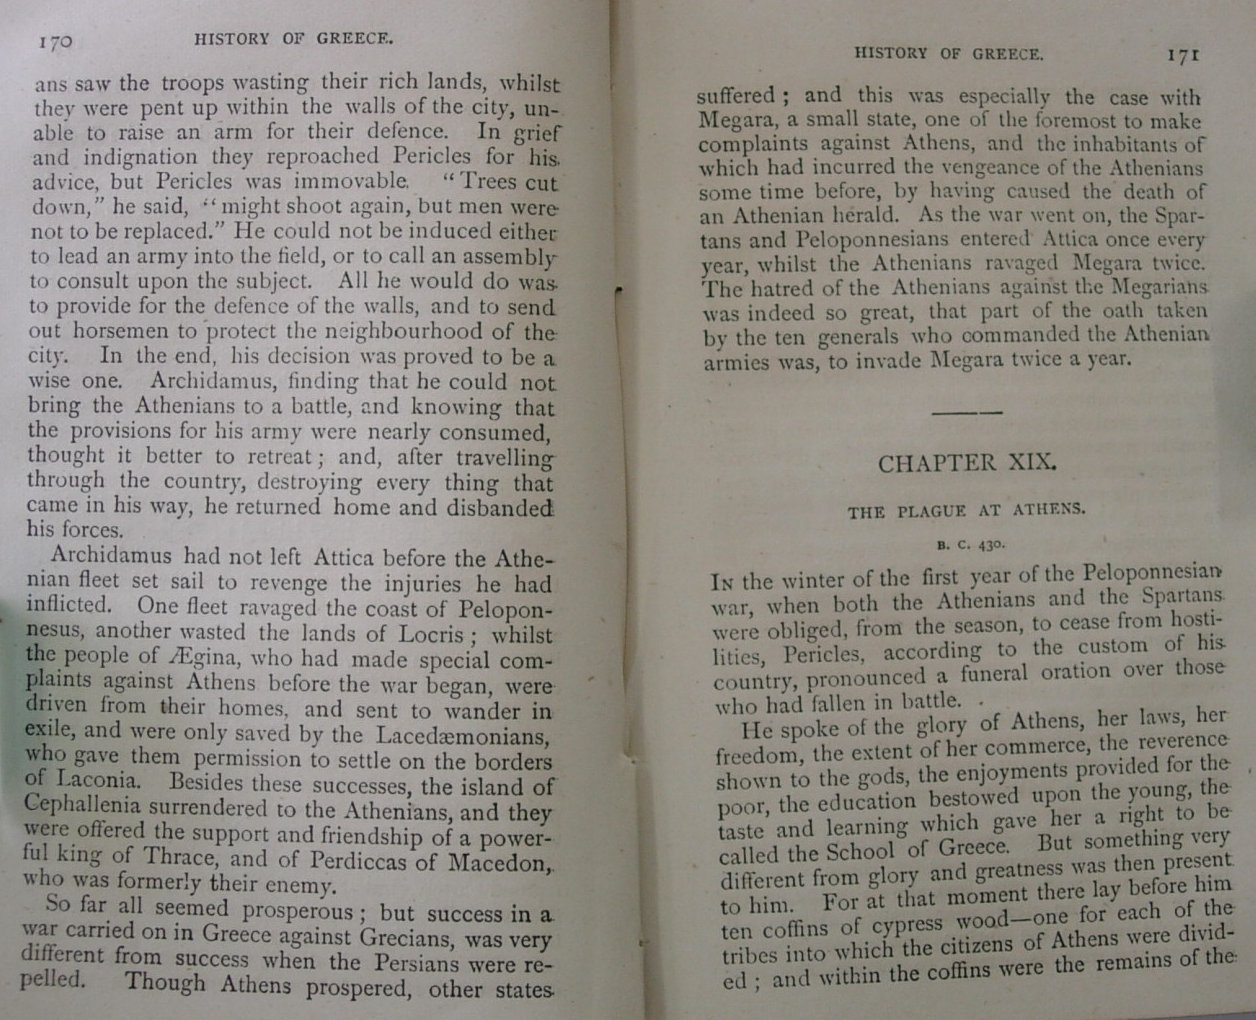 170
HISTORY OF GREECE.
ans saw the troops wasting their rich lands, whilst
they were pent up within the walls of the city, un-
able to raise an arm for their defence. In grief
and indignation they reproached Pericles for his
advice, but Pericles was immovable. “Trees cut
down,” he said, “might shoot again, but men were
not to be replaced.” He could not be induced either
to lead an army into the field, or to call an assembly
to consult upon the subject. All he would do was
to provide for the defence of the walls, and to send
out horsemen to protect the neighbourhood of the
city. In the end, his decision was proved to be a
wise one. Archidamus, finding that he could not
bring the Athenians to a battle, and knowing that
the provisions for his army were nearly consumed,
thought it better to retreat; and, after travelling
through the country, destroying every thing that
came in his way, he returned home and disbanded
his forces.
Archidamus had not left Attica before the Athe-
nian fleet set sail to revenge the injuries he had
inflicted. One fleet ravaged the coast of Pelopon-
nesus, another wasted the lands of Locris; whilst
the people of Ægina, who had made special com-
plaints against Athens before the war began, were
driven from their homes, and sent to wander in
exile, and were only saved by the Lacedæmonians,
who gave them permission to settle on the borders
of Laconia. Besides these successes, the island of
Cephallenia surrendered to the Athenians, and they
were offered the support and friendship of a power-
ful king of Thrace, and of Perdiccas of Macedon,
who was formerly their enemy.
So far all seemed prosperous; but success in a
war carried on in Greece against Grecians, was very
different from success when the Persians were re-
pelled. Though Athens prospered, other states
HISTORY OF GREECE.
171
suffered; and this was especially the case with
Megara, a small state, one of the foremost to make
complaints against Athens, and the inhabitants of
which had incurred the vengeance of the Athenians
some time before, by having caused the death of
an Athenian herald. As the war went on, the Spar-
tans and Peloponnesians entered Attica once every
year, whilst the Athenians ravaged Megara twice.
The hatred of the Athenians against the Megarians
was indeed so great, that part of the oath taken
by the ten generals who commanded the Athenian
armies was, to invade Megara twice a year.
CHAPTER XIX.
THE PLAGUE AT ATHENS.
B. C. 430.
IN the winter of the first year of the Peloponnesian
war, when both the Athenians and the Spartans
were obliged, from the season, to cease from hosti-
lities, Pericles, according to the custom of his
country, pronounced a funeral oration over those
who had fallen in battle.
He spoke of the glory of Athens, her laws, her
freedom, the extent of her commerce, the reverence
shown to the gods, the enjoyments provided for the
poor, the education bestowed upon the young, the
taste and learning which gave her a right to be
called the School of Greece. But something very
different from glory and greatness was then present
to him. For at that moment there lay before him
ten coffins of cypress wood—one for each of the
tribes into which the citizens of Athens were divid-
ed; and within the coffins were the remains of the